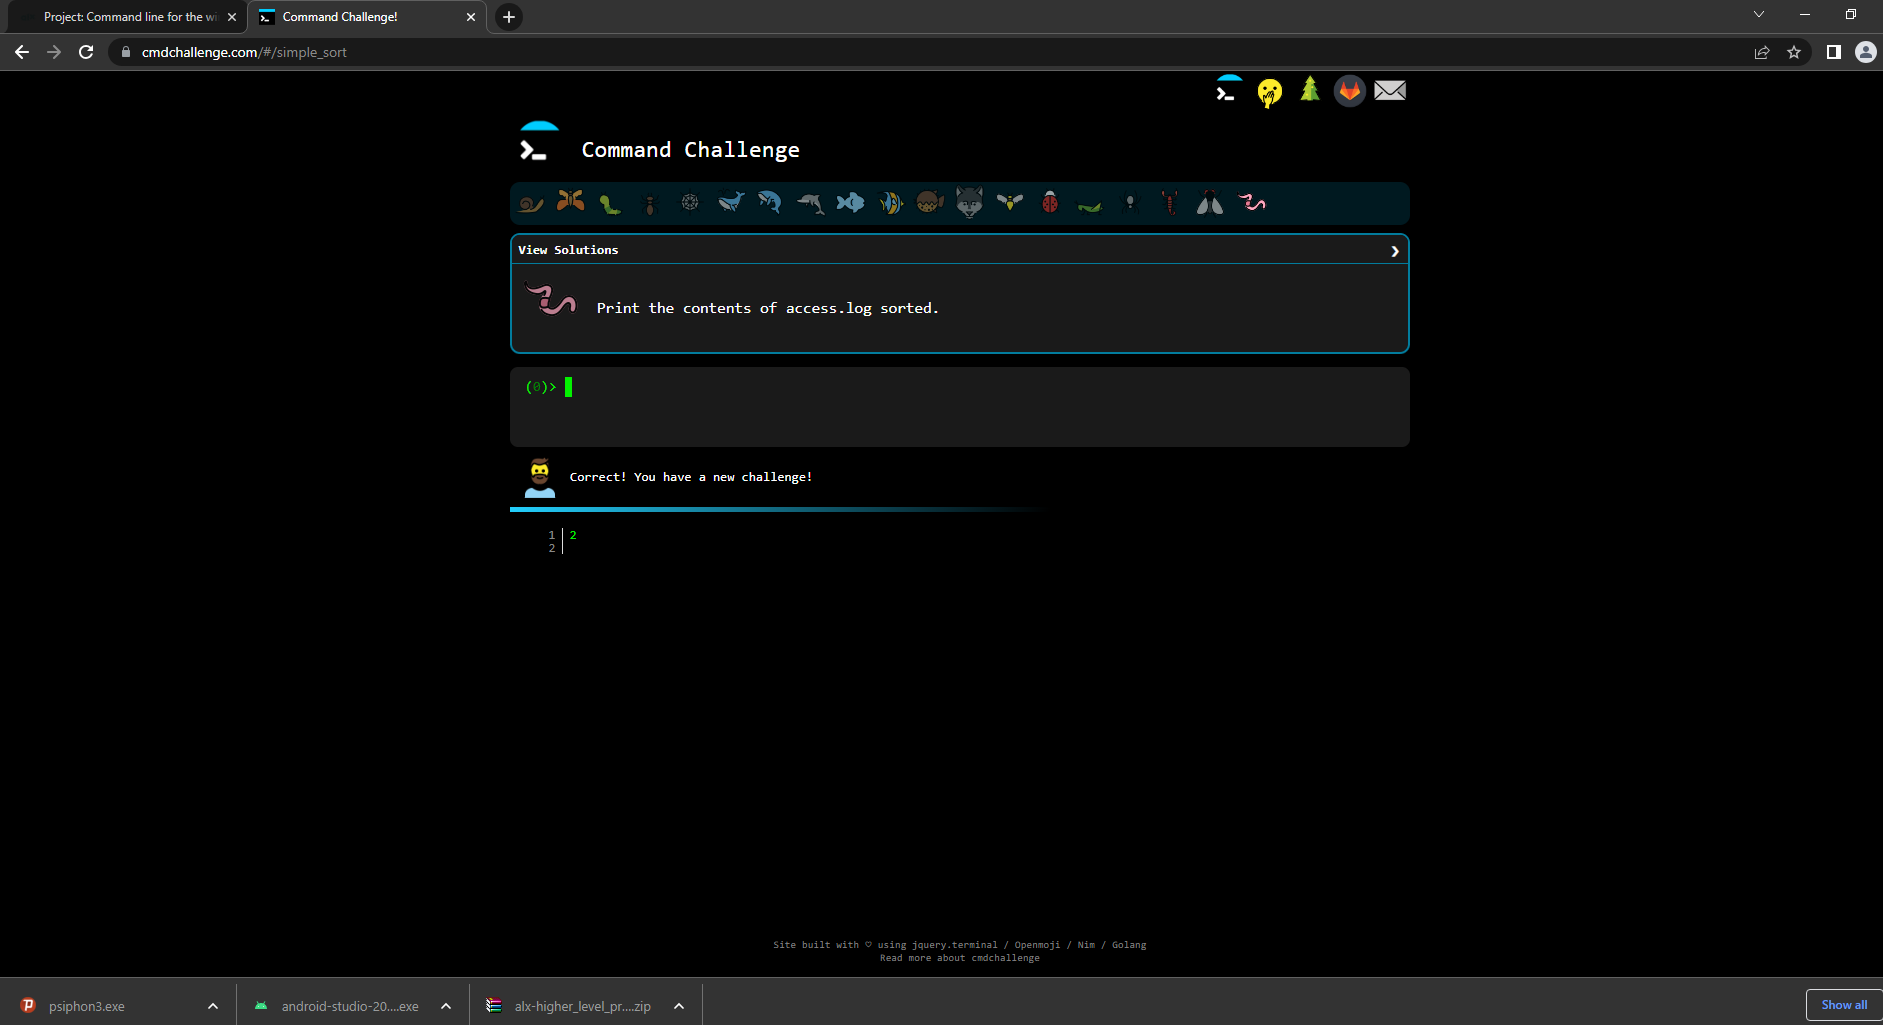 Project: Command line for the wi
Command Challenge!
cmdchallenge.com/#/simple_sort
Command Challenge
View Solutions
Print the contents of access.log sorted.
(0)>
Correct! You have a new challenge!
1 2
2
Site built with ♡ using jquery.terminal / Openmoji / Nim / Golang
Read more about cmdchallenge
psiphon3.exe
android-studio-20....exe
alx-higher_level_pr....zip
Show all